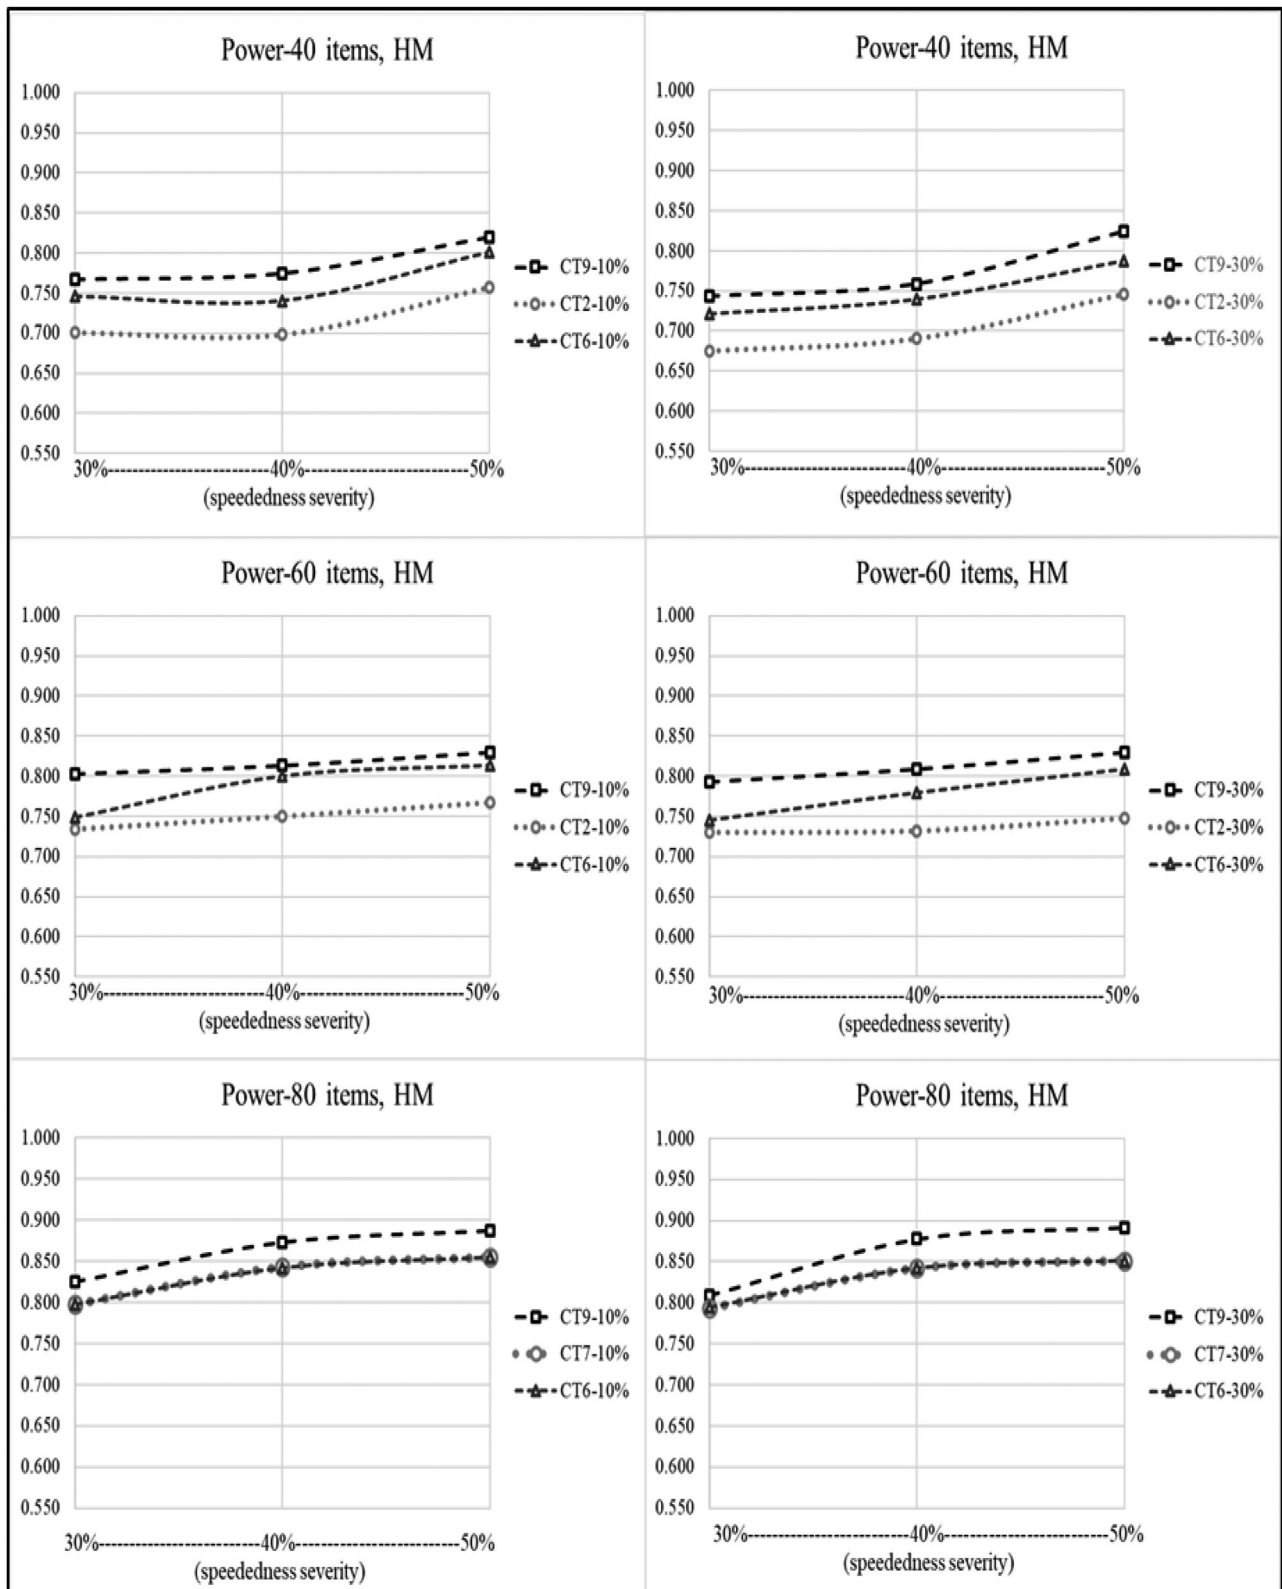 Power-40 items, HM
1.000
0.950
0.900
0.850
0.800
0.750
0.700
0.650
0.600
0.550
30%---------------------------40%---------------------------50%
(speededness severity)
CT9-10%
CT2-10%
CT6-10%
Power-40 items, HM
1.000
0.950
0.900
0.850
0.800
0.750
0.700
0.650
0.600
0.550
30%---------------------------40%---------------------------50%
(speededness severity)
CT9-30%
CT2-30%
CT6-30%
Power-60 items, HM
1.000
0.950
0.900
0.850
0.800
0.750
0.700
0.650
0.600
0.550
30%---------------------------40%---------------------------50%
(speededness severity)
CT9-10%
CT2-10%
CT6-10%
Power-60 items, HM
1.000
0.950
0.900
0.850
0.800
0.750
0.700
0.650
0.600
0.550
30%---------------------------40%---------------------------50%
(speededness severity)
CT9-30%
CT2-30%
CT6-30%
Power-80 items, HM
1.000
0.950
0.900
0.850
0.800
0.750
0.700
0.650
0.600
0.550
30%---------------------------40%---------------------------50%
(speededness severity)
CT9-10%
CT7-10%
CT6-10%
Power-80 items, HM
1.000
0.950
0.900
0.850
0.800
0.750
0.700
0.650
0.600
0.550
30%---------------------------40%---------------------------50%
(speededness severity)
CT9-30%
CT7-30%
CT6-30%